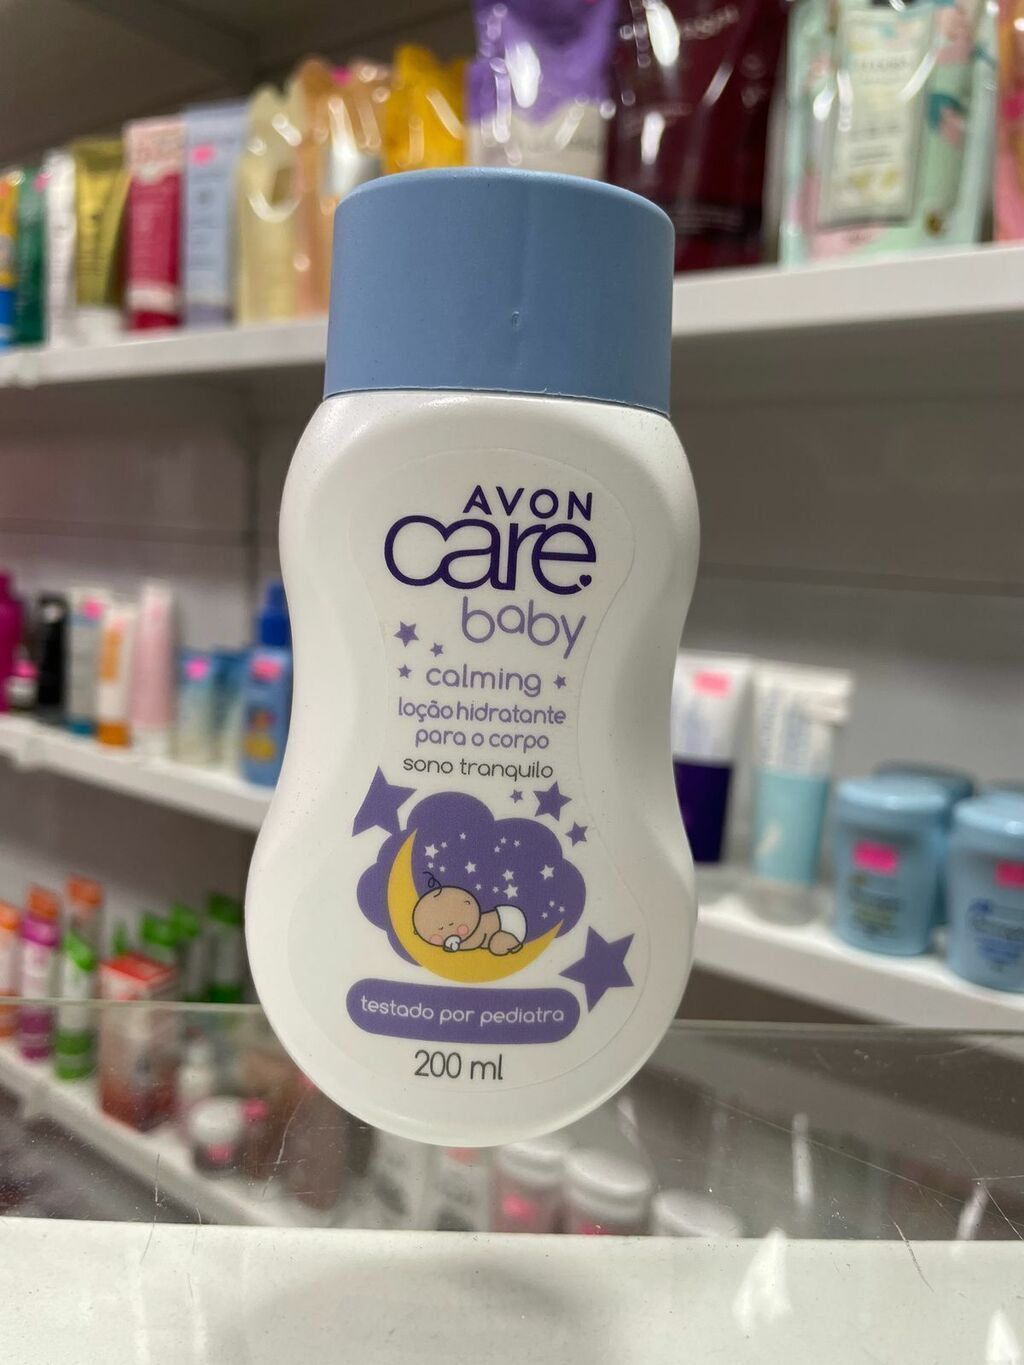 AVON
care
baby
calming
loção hidratante
para o corpo
sono tranquilo
testado por pediatra
200 ml